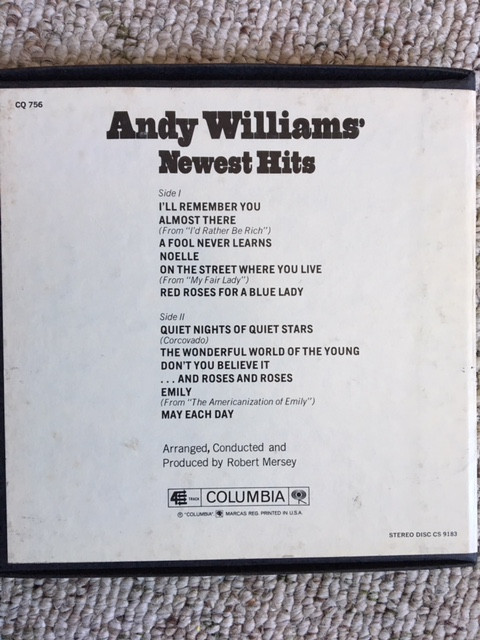 CQ 756
Andy Williams'
Newest Hits
Side I
I'LL REMEMBER YOU
ALMOST THERE
(From "I'd Rather Be Rich")
A FOOL NEVER LEARNS
NOELLE
ON THE STREET WHERE YOU LIVE
(From "My Fair Lady")
RED ROSES FOR A BLUE LADY
Side II
QUIET NIGHTS OF QUIET STARS
(Corcovado)
THE WONDERFUL WORLD OF THE YOUNG
DON'T YOU BELIEVE IT
. . . AND ROSES AND ROSES
EMILY
(From "The Americanization of Emily")
MAY EACH DAY
Arranged, Conducted and
Produced by Robert Mersey
4 TRACK COLUMBIA
℗ "COLUMBIA" MARCAS REG. PRINTED IN U.S.A.
STEREO DISC CS 9183